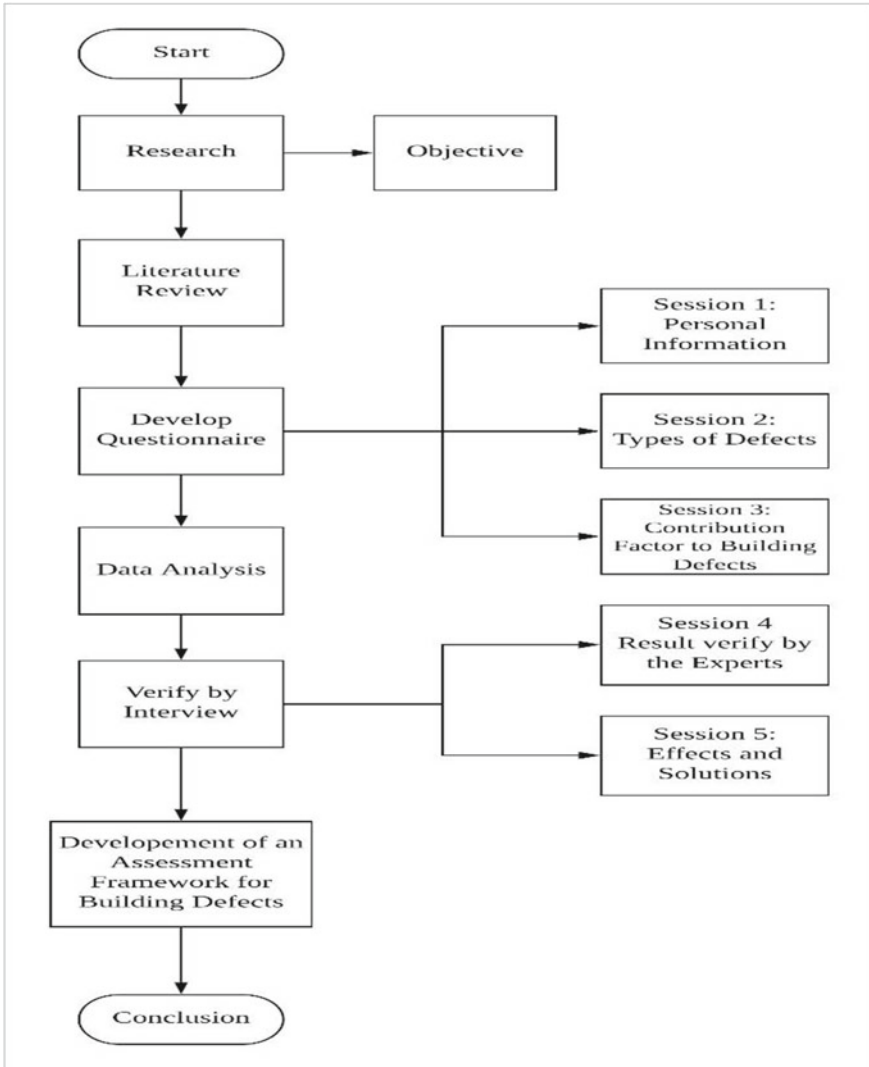 Start
Research
Objective
Literature
Review
Develop
Questionnaire
Session 1:
Personal
Information
Session 2:
Types of Defects
Session 3:
Contribution
Factor to Building
Defects
Data Analysis
Verify by
Interview
Session 4
Result verify by
the Experts
Session 5:
Effects and
Solutions
Developement of an
Assessment
Framework for
Building Defects
Conclusion